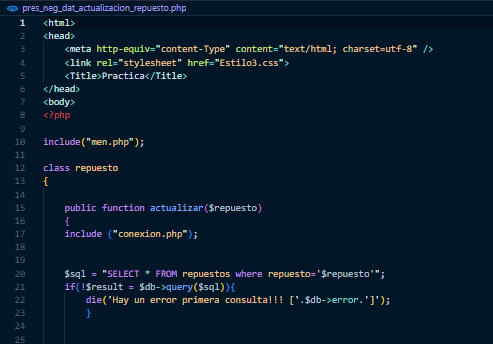 pres_neg_dat_actualizacion_repuesto.php
1 <html>
2 <head>
3 <meta http-equiv="content-Type" content="text/html; charset=utf-8" />
4 <link rel="stylesheet" href="Estilo3.css">
5 <Title>Practica</Title>
6 </head>
7 <body>
8 <?php
9
10 include("men.php");
11
12 class repuesto
13 {
14
15 public function actualizar($repuesto)
16 {
17 include ("conexion.php");
18
19
20 $sql = "SELECT * FROM repuestos where repuesto='$repuesto'";
21 if(!$result = $db->query($sql)){
22 die('Hay un error primera consulta!!! ['.$db->error.']');
23 }
24
25